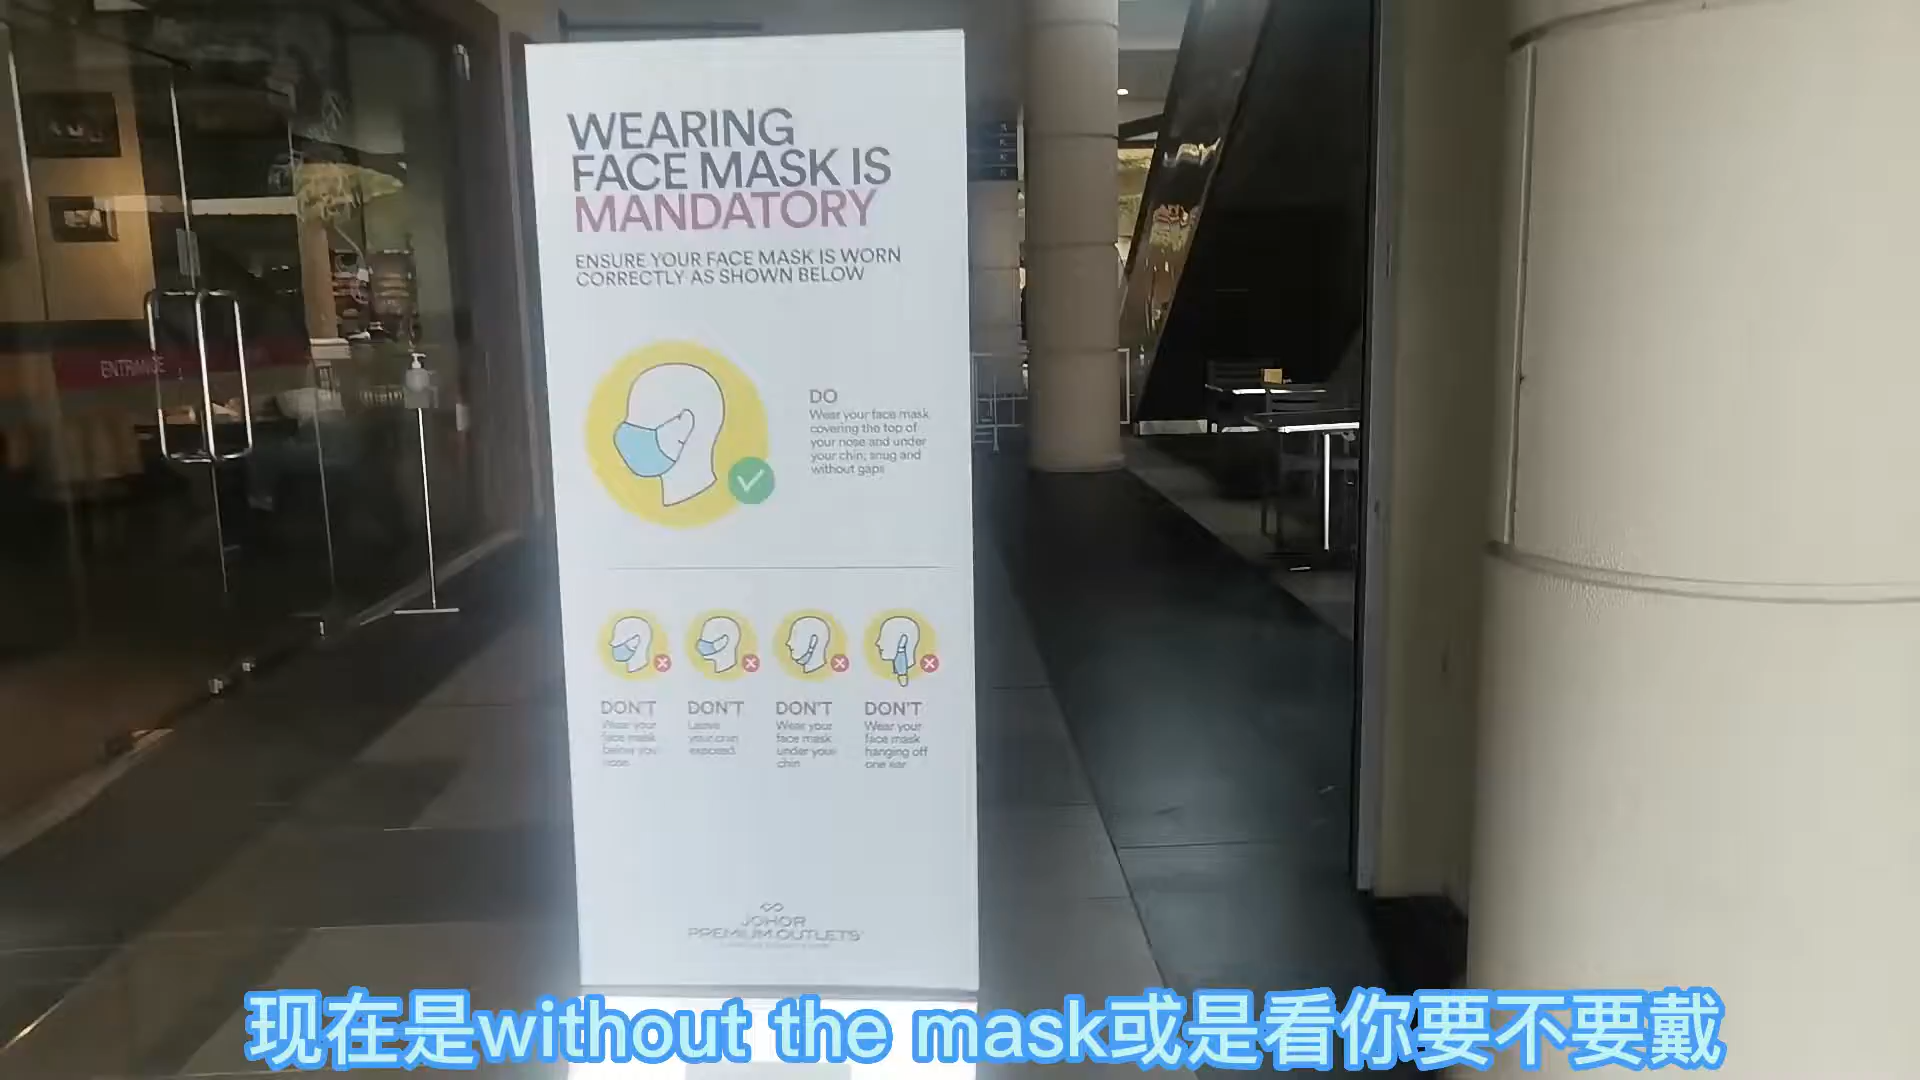 WEARING
FACE MASK IS
MANDATORY
ENSURE YOUR FACE MASK IS WORN
CORRECTLY AS SHOWN BELOW
ENTRANCE
DO
Wear your face mask
covering the top of
your nose and under
your chin, snug and
without gaps
DON'T
Wear your
face mask
below you
nose
DON'T
Leave
your chin
exposed
DON'T
Wear your
face mask
under your
chin
DON'T
Wear your
face mask
hanging off
one ear
JOHOR
PREMIUM OUTLETS
现在是without the mask或是看你要不要戴